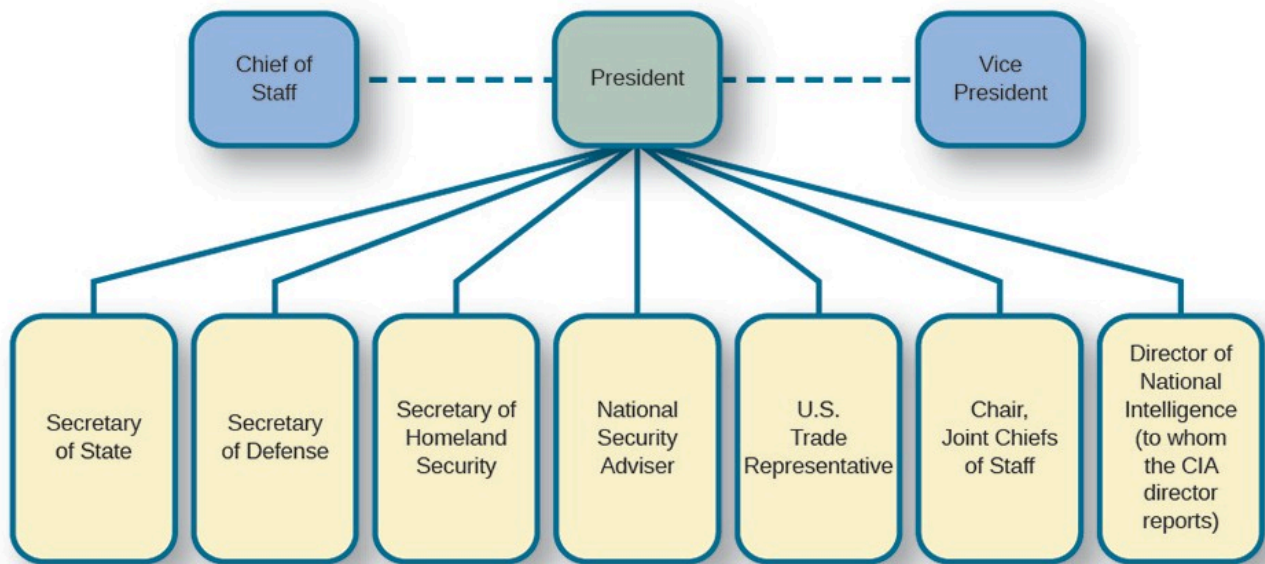 Chief of
Staff
President
Vice
President
Secretary
of State
Secretary
of Defense
Secretary of
Homeland
Security
National
Security
Adviser
U.S.
Trade
Representative
Chair,
Joint Chiefs
of Staff
Director of
National
Intelligence
(to whom
the CIA
director
reports)